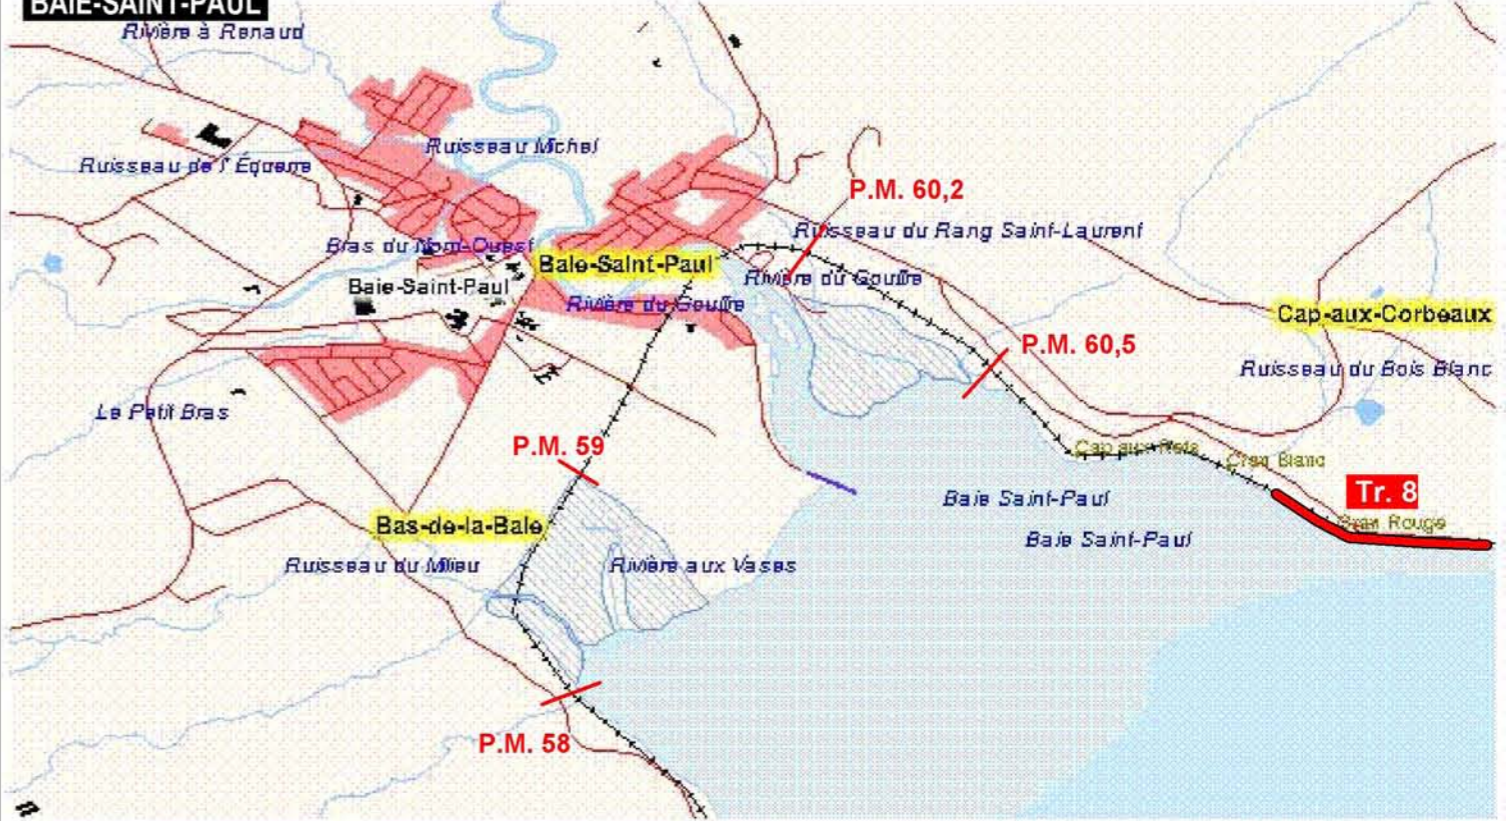 BAIE-SAINT-PAUL
Rivière à Renaud
Ruisseau Michel
Ruisseau de l'Équerre
P.M. 60,2
Ruisseau du Rang Saint-Laurent
Bras du Nord-Ouest
Baie-Saint-Paul
Rivière du Gouffre
Baie-Saint-Paul
Rivière du Gouffre
Cap-aux-Corbeaux
P.M. 60,5
Ruisseau du Bois Blanc
Le Petit Bras
P.M. 59
Cap aux Rets
Cran Blanc
Tr. 8
Baie Saint-Paul
Cran Rouge
Bas-de-la-Baie
Baie Saint-Paul
Ruisseau du Milieu
Rivière aux Vases
P.M. 58